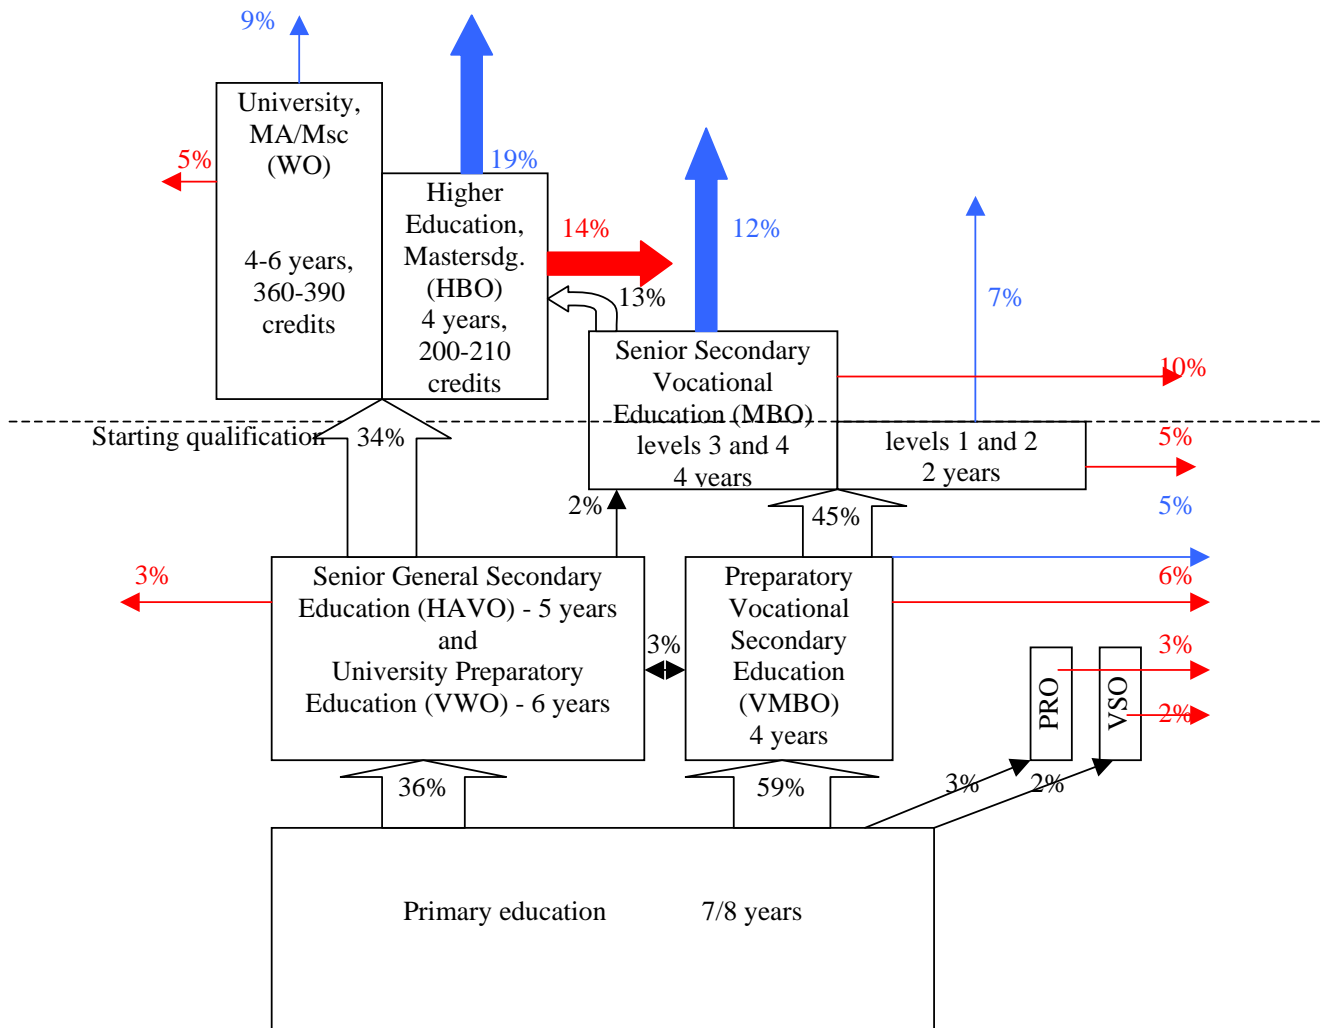 9%
University,
MA/Msc
(WO)
4-6 years,
360-390
credits
5%
19%
Higher
Education,
Mastersdg.
(HBO)
4 years,
200-210
credits
14%
13%
12%
7%
Senior Secondary
Vocational
Education (MBO)
levels 3 and 4
4 years
10%
levels 1 and 2
2 years
5%
Starting qualification
34%
2%
45%
5%
3%
Senior General Secondary
Education (HAVO) - 5 years
and
University Preparatory
Education (VWO) - 6 years
3%
Preparatory
Vocational
Secondary
Education
(VMBO)
4 years
6%
3%
2%
PRO
VSO
36%
59%
3%
2%
Primary education 7/8 years